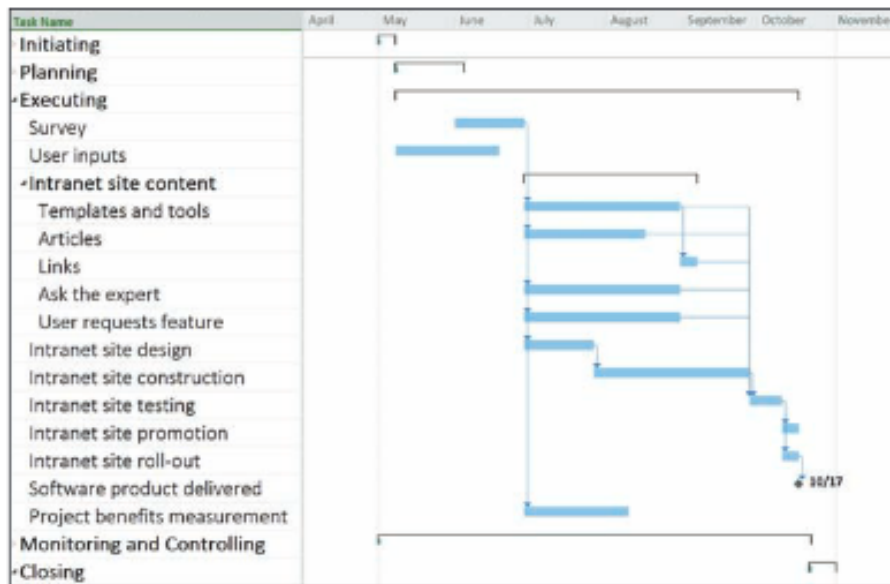 Task Name April May June July August September October November
Initiating
Planning
Executing
Survey
User inputs
Intranet site content
Templates and tools
Articles
Links
Ask the expert
User requests feature
Intranet site design
Intranet site construction
Intranet site testing
Intranet site promotion
Intranet site roll-out
Software product delivered 10/17
Project benefits measurement
Monitoring and Controlling
Closing